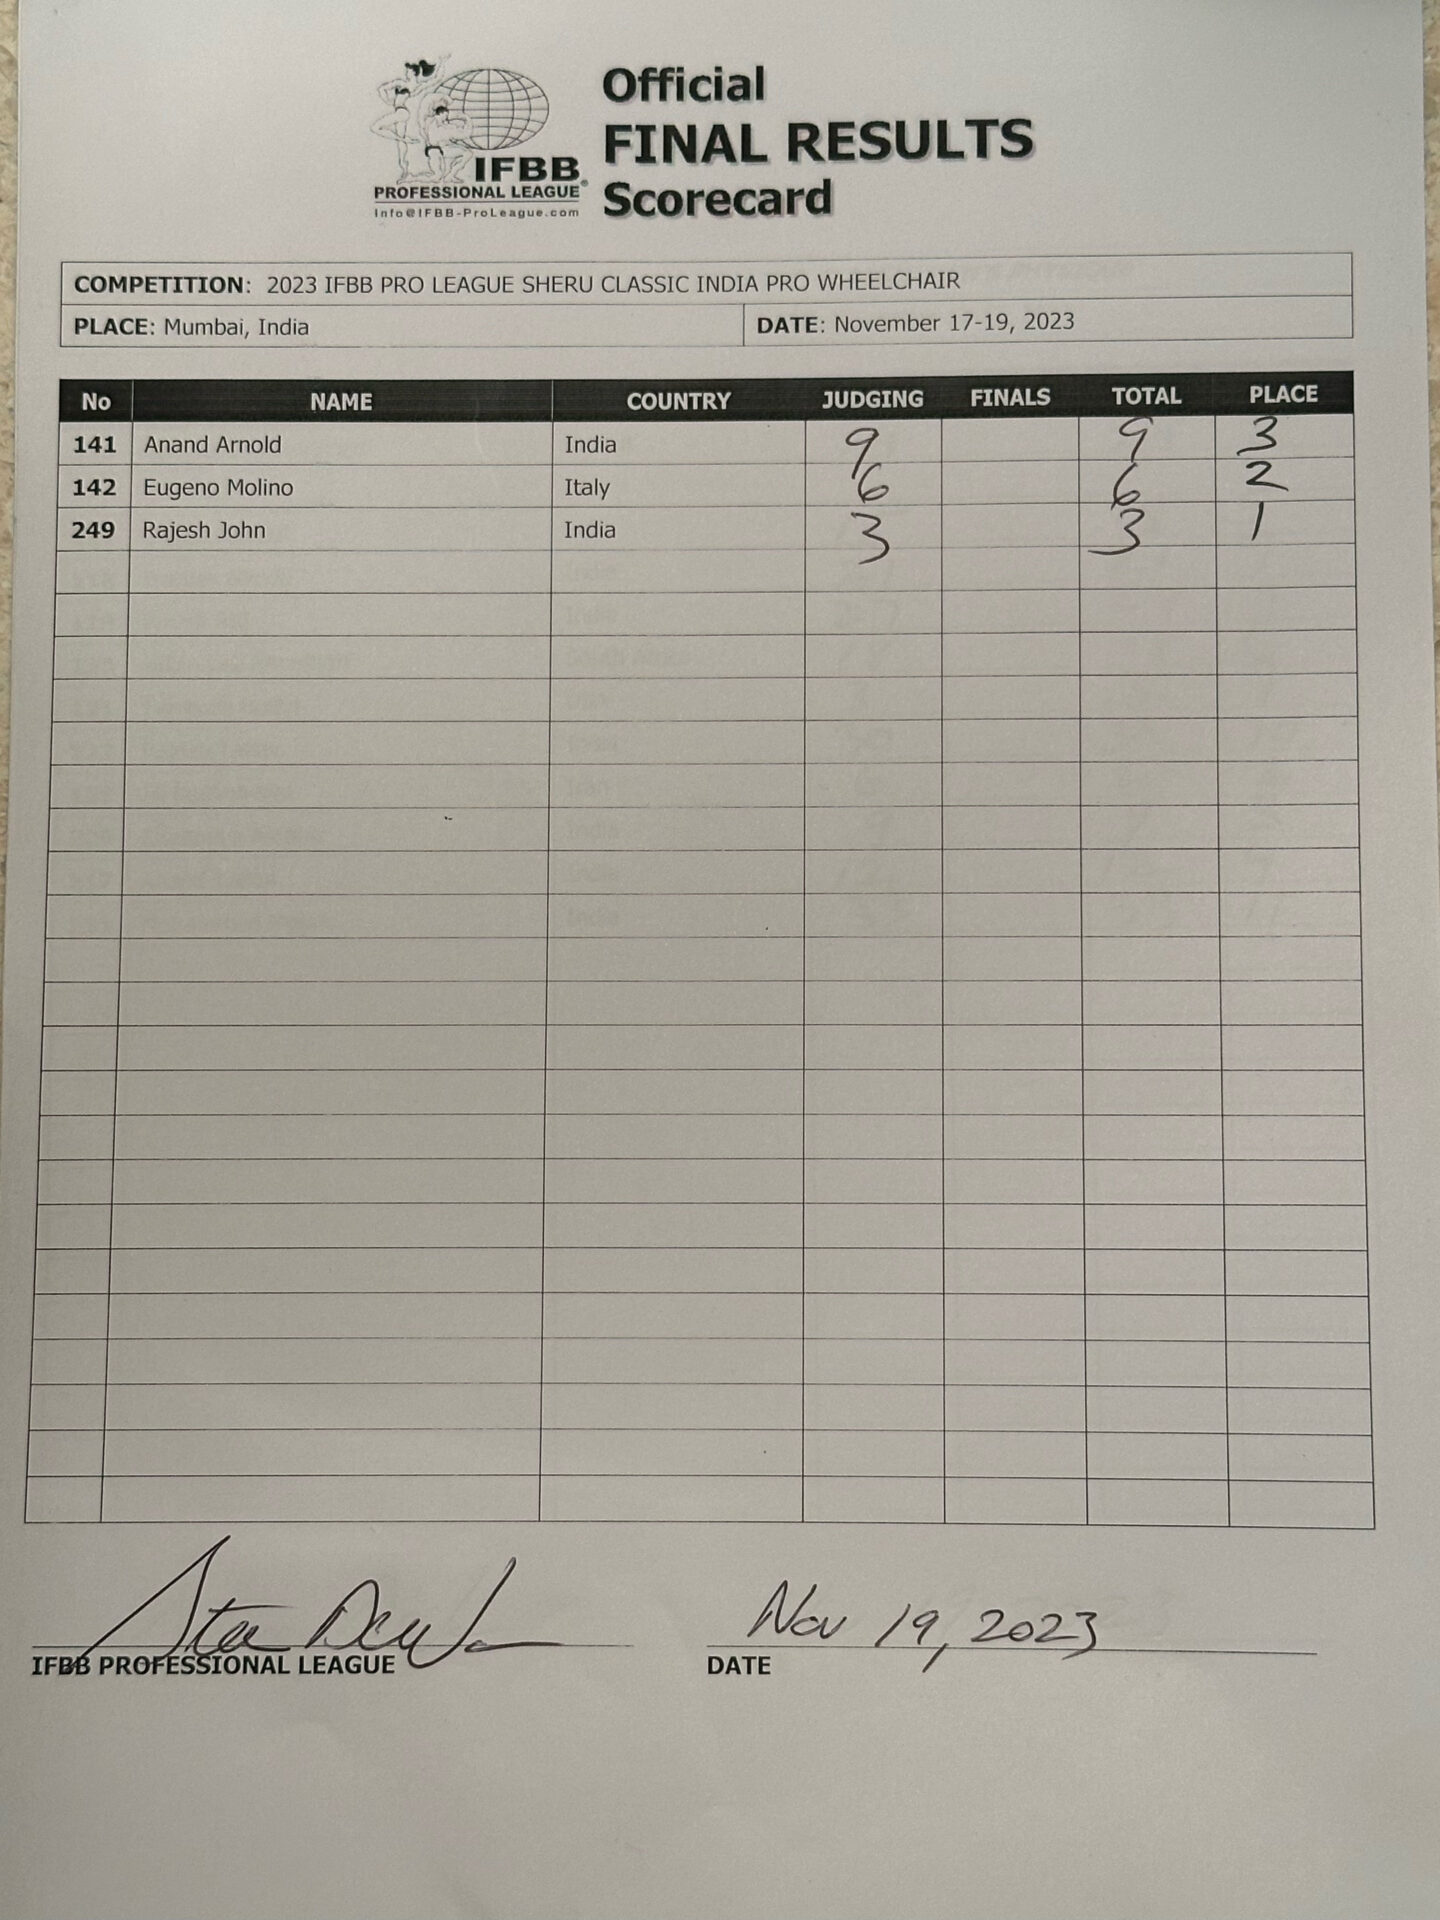 Official
FINAL RESULTS
Scorecard
IFBB
PROFESSIONAL LEAGUE®
Info@IFBB-ProLeague.com
COMPETITION: 2023 IFBB PRO LEAGUE SHERU CLASSIC INDIA PRO WHEELCHAIR
PLACE: Mumbai, India DATE: November 17-19, 2023
No NAME COUNTRY JUDGING FINALS TOTAL PLACE
141 Anand Arnold India 9 9 3
142 Eugeno Molino Italy 6 6 2
249 Rajesh John India 3 3 1
Nov 19, 2023
IFBB PROFESSIONAL LEAGUE DATE